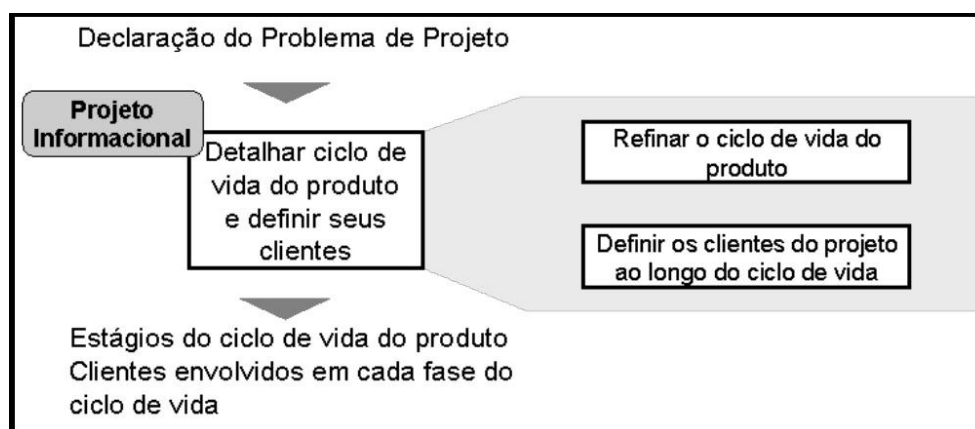 Declaração do Problema de Projeto
Projeto
Informacional
Detalhar ciclo de
vida do produto
e definir seus
clientes
Refinar o ciclo de vida do
produto
Definir os clientes do projeto
ao longo do ciclo de vida
Estágios do ciclo de vida do produto
Clientes envolvidos em cada fase do
ciclo de vida